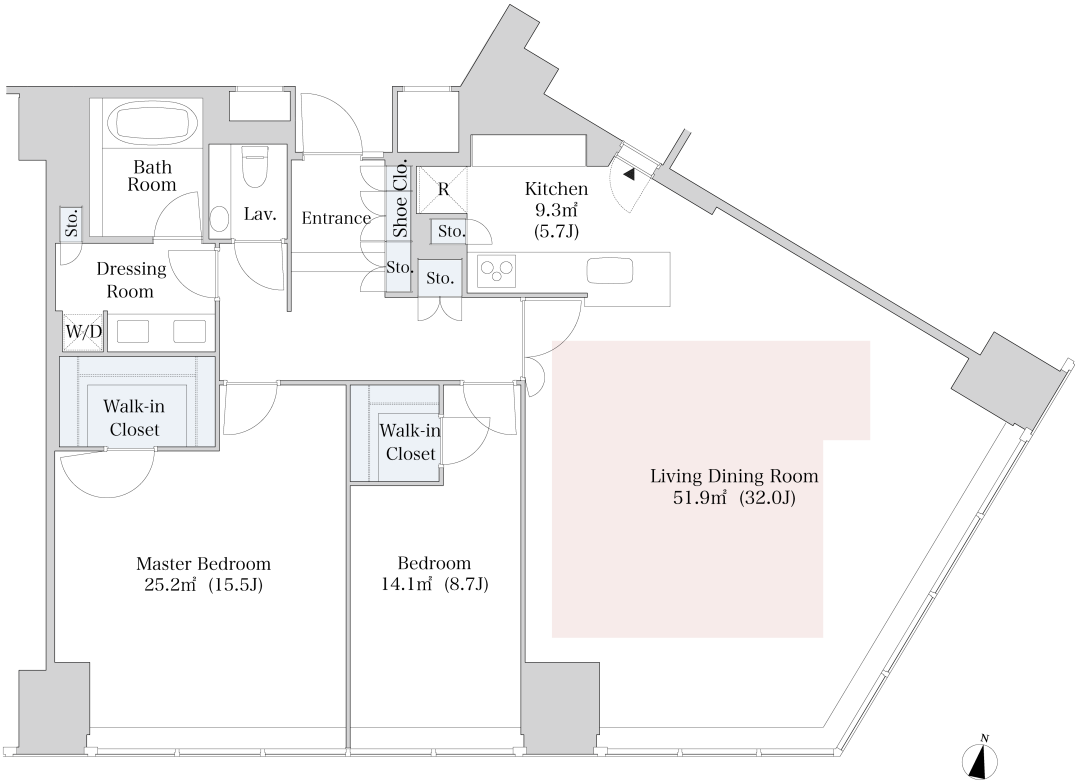 Bath
Room
Sto.
Lav.
Entrance
Shoe Clo.
Sto.
R
Sto.
Sto.
Kitchen
9.3㎡
(5.7J)
Dressing
Room
W/D
Walk-in
Closet
Walk-in
Closet
Living Dining Room
51.9㎡ (32.0J)
Master Bedroom
25.2㎡ (15.5J)
Bedroom
14.1㎡ (8.7J)
N